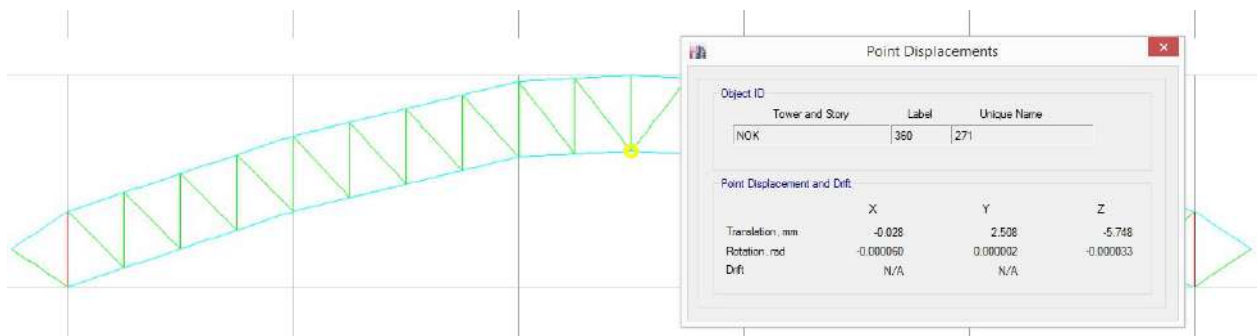 Point Displacements
Object ID
Tower and Story Label Unique Name
NOK 360 271
Point Displacement and Drift
X Y Z
Translation, mm -0.028 2.508 -5.748
Rotation, rad -0.000060 0.000002 -0.000033
Drift N/A N/A